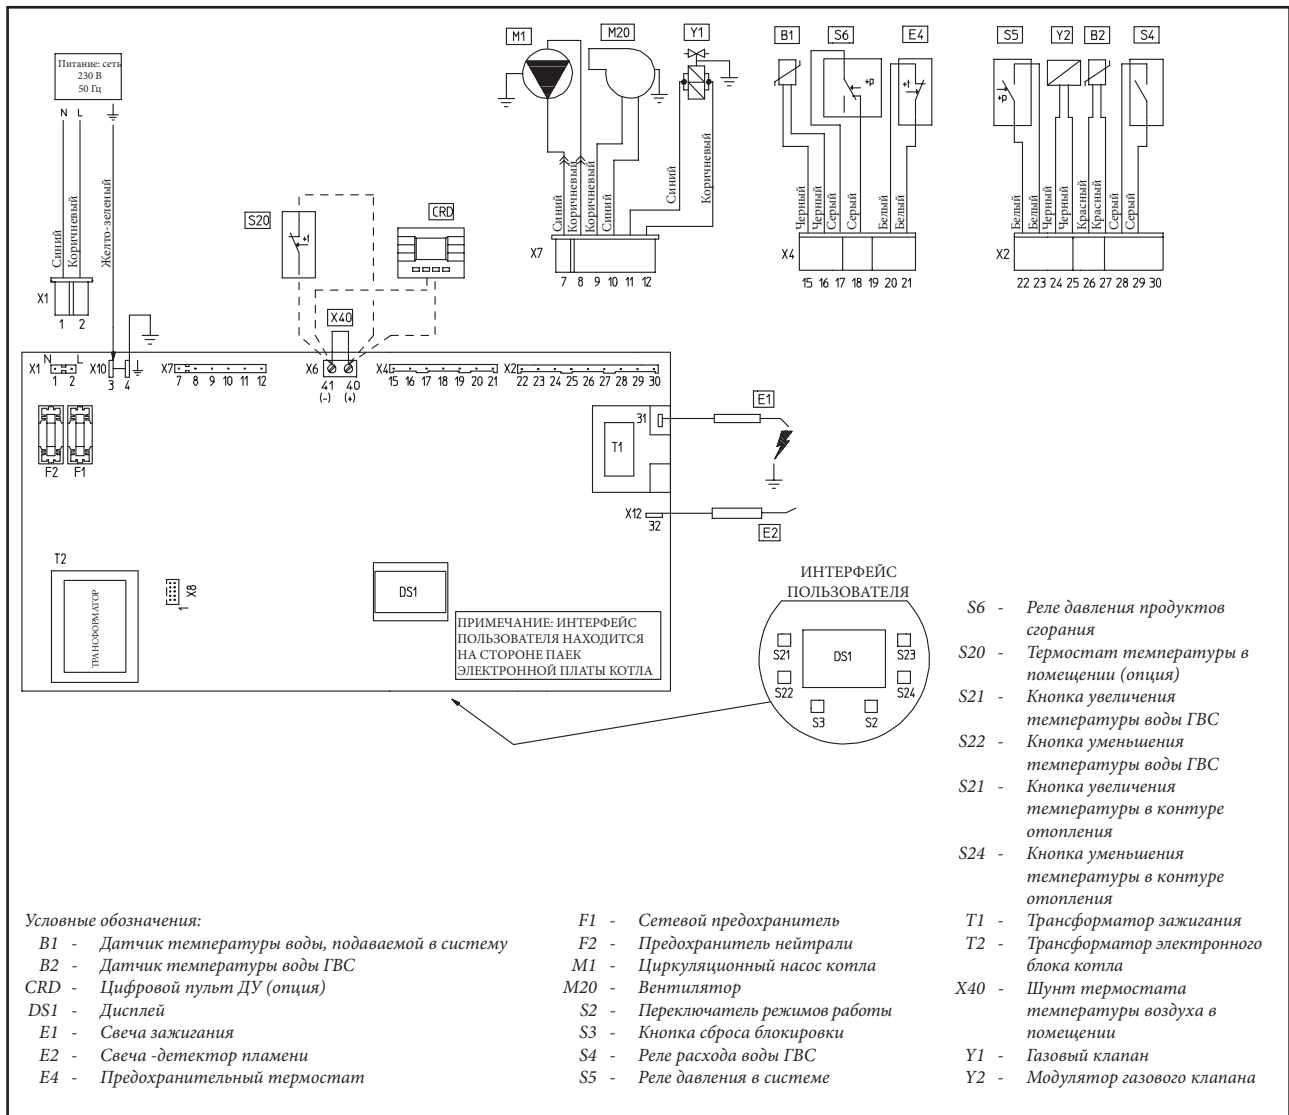 Питание: сеть
230 В
50 Гц
N L
Синий
Коричневый
Желто-зеленый
X1
1 2
S20
+t
CRD
X40
M1
M20
Y1
Синий
Коричневый
Коричневый
Синий
Синий
Коричневый
X7
7 8 9 10 11 12
B1
S6
E4
+p
+t
Черный
Черный
Серый
Серый
Белый
Белый
X4
15 16 17 18 19 20 21
S5
Y2
B2
S4
+p
Белый
Белый
Черный
Черный
Красный
Красный
Серый
Серый
X2
22 23 24 25 26 27 28 29 30
X1 N L
1 2
X10
3 4
X7
7 8 9 10 11 12
X6
41 40
(-) (+)
X4
15 16 17 18 19 20 21
X2
22 23 24 25 26 27 28 29 30
F2 F1
31
T1
E1
X12
32
E2
T2
ТРАНСФОРМАТОР
1
X8
DS1
ПРИМЕЧАНИЕ: ИНТЕРФЕЙС
ПОЛЬЗОВАТЕЛЯ НАХОДИТСЯ
НА СТОРОНЕ ПАЕК
ЭЛЕКТРОННОЙ ПЛАТЫ КОТЛА
ИНТЕРФЕЙС
ПОЛЬЗОВАТЕЛЯ
S21
DS1
S23
S22
S24
S3
S2
Условные обозначения:
B1 - Датчик температуры воды, подаваемой в систему
B2 - Датчик температуры воды ГВС
CRD - Цифровой пульт ДУ (опция)
DS1 - Дисплей
E1 - Свеча зажигания
E2 - Свеча -детектор пламени
E4 - Предохранительный термостат
F1 - Сетевой предохранитель
F2 - Предохранитель нейтрали
M1 - Циркуляционный насос котла
M20 - Вентилятор
S2 - Переключатель режимов работы
S3 - Кнопка сброса блокировки
S4 - Реле расхода воды ГВС
S5 - Реле давления в системе
S6 - Реле давления продуктов
сгорания
S20 - Термостат температуры в
помещении (опция)
S21 - Кнопка увеличения
температуры воды ГВС
S22 - Кнопка уменьшения
температуры воды ГВС
S21 - Кнопка увеличения
температуры в контуре
отопления
S24 - Кнопка уменьшения
температуры в контуре
отопления
T1 - Трансформатор зажигания
T2 - Трансформатор электронного
блока котла
X40 - Шунт термостата
температуры воздуха в
помещении
Y1 - Газовый клапан
Y2 - Модулятор газового клапана